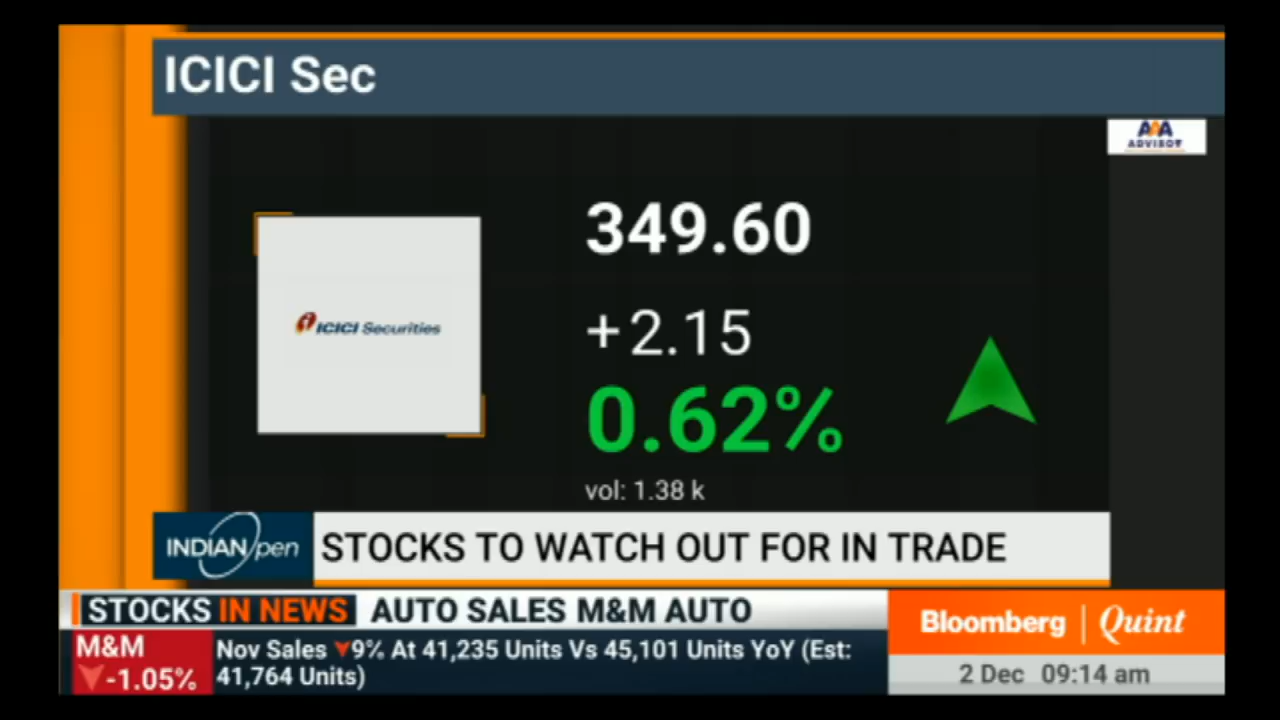 ICICI Sec
AAA
ADVISOR
349.60
ICICI Securities
+2.15
0.62%
vol: 1.38 k
INDIAN Open
STOCKS TO WATCH OUT FOR IN TRADE
STOCKS IN NEWS AUTO SALES M&M AUTO
M&M
-1.05%
Nov Sales 9% At 41,235 Units Vs 45,101 Units YoY (Est:
41,764 Units)
Bloomberg | Quint
2 Dec 09:14 am